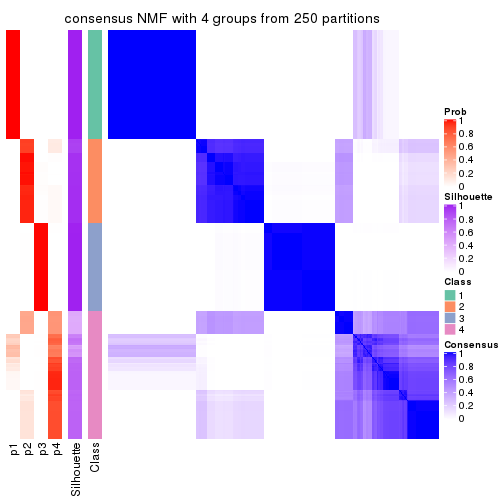 consensus NMF with 4 groups from 250 partitions
Prob
1
0.8
0.6
0.4
0.2
0
Silhouette
1
0.8
0.6
0.4
0.2
0
Class
1
2
3
4
Consensus
1
0.8
0.6
0.4
0.2
0
p1
p2
p3
p4
Silhouette
Class